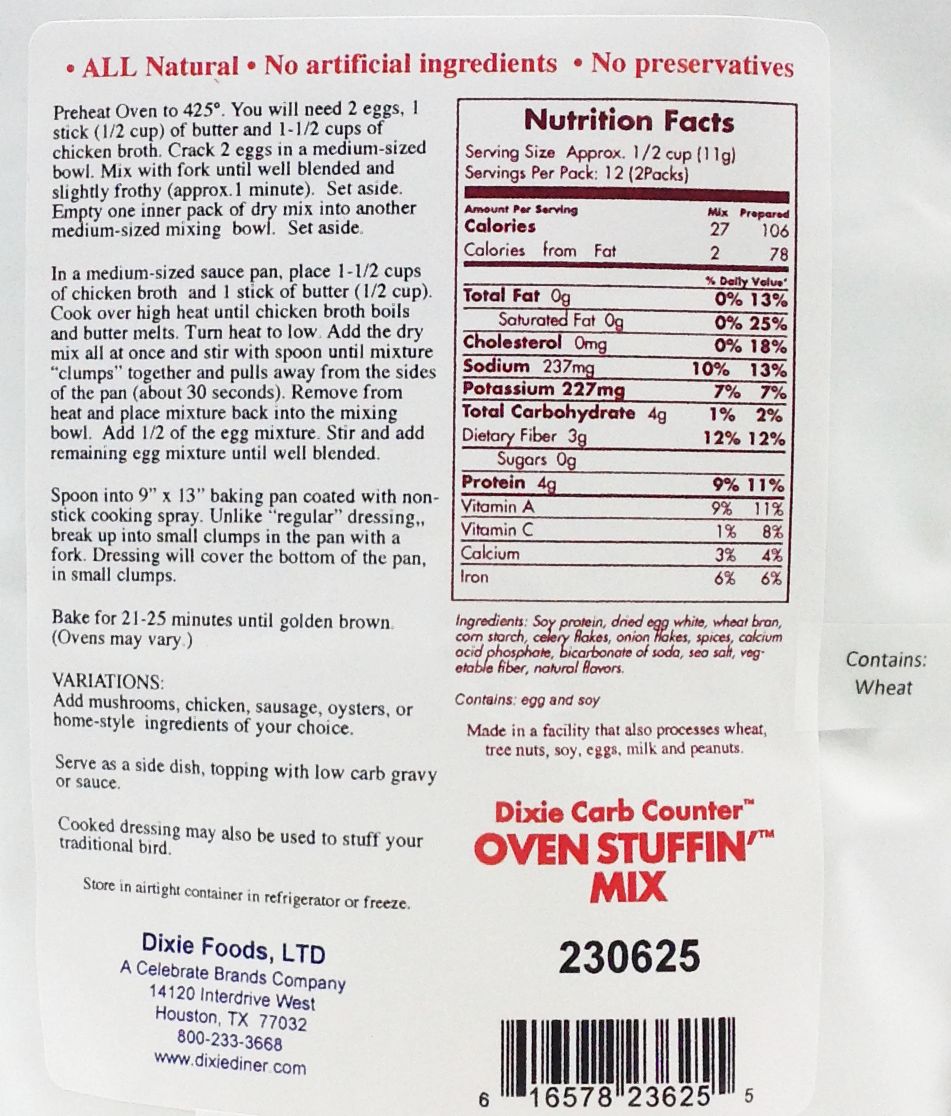 • ALL Natural • No artificial ingredients • No preservatives
Preheat Oven to 425°. You will need 2 eggs, 1
stick (1/2 cup) of butter and 1-1/2 cups of
chicken broth. Crack 2 eggs in a medium-sized
bowl. Mix with fork until well blended and
slightly frothy (approx.1 minute). Set aside.
Empty one inner pack of dry mix into another
medium-sized mixing bowl. Set aside.
In a medium-sized sauce pan, place 1-1/2 cups
of chicken broth and 1 stick of butter (1/2 cup).
Cook over high heat until chicken broth boils
and butter melts. Turn heat to low. Add the dry
mix all at once and stir with spoon until mixture
“clumps” together and pulls away from the sides
of the pan (about 30 seconds). Remove from
heat and place mixture back into the mixing
bowl. Add 1/2 of the egg mixture. Stir and add
remaining egg mixture until well blended.
Spoon into 9” x 13” baking pan coated with non-
stick cooking spray. Unlike “regular” dressing,,
break up into small clumps in the pan with a
fork. Dressing will cover the bottom of the pan,
in small clumps.
Bake for 21-25 minutes until golden brown.
(Ovens may vary.)
VARIATIONS:
Add mushrooms, chicken, sausage, oysters, or
home-style ingredients of your choice.
Serve as a side dish, topping with low carb gravy
or sauce.
Cooked dressing may also be used to stuff your
traditional bird.
Store in airtight container in refrigerator or freeze.
Dixie Foods, LTD
A Celebrate Brands Company
14120 Interdrive West
Houston, TX 77032
800-233-3668
www.dixiediner.com
Nutrition Facts
Serving Size Approx. 1/2 cup (11g)
Servings Per Pack: 12 (2Packs)
Amount Per Serving Mix Prepared
Calories 27 106
Calories from Fat 2 78
% Daily Value*
Total Fat 0g 0% 13%
Saturated Fat 0g 0% 25%
Cholesterol 0mg 0% 18%
Sodium 237mg 10% 13%
Potassium 227mg 7% 7%
Total Carbohydrate 4g 1% 2%
Dietary Fiber 3g 12% 12%
Sugars 0g
Protein 4g 9% 11%
Vitamin A 9% 11%
Vitamin C 1% 8%
Calcium 3% 4%
Iron 6% 6%
Ingredients: Soy protein, dried egg white, wheat bran,
corn starch, celery flakes, onion flakes, spices, calcium
acid phosphate, bicarbonate of soda, sea salt, veg-
etable fiber, natural flavors.
Contains: egg and soy
Made in a facility that also processes wheat,
tree nuts, soy, eggs, milk and peanuts.
Dixie Carb Counter™
OVEN STUFFIN’™
MIX
230625
6 16578 23625 5
Contains:
Wheat